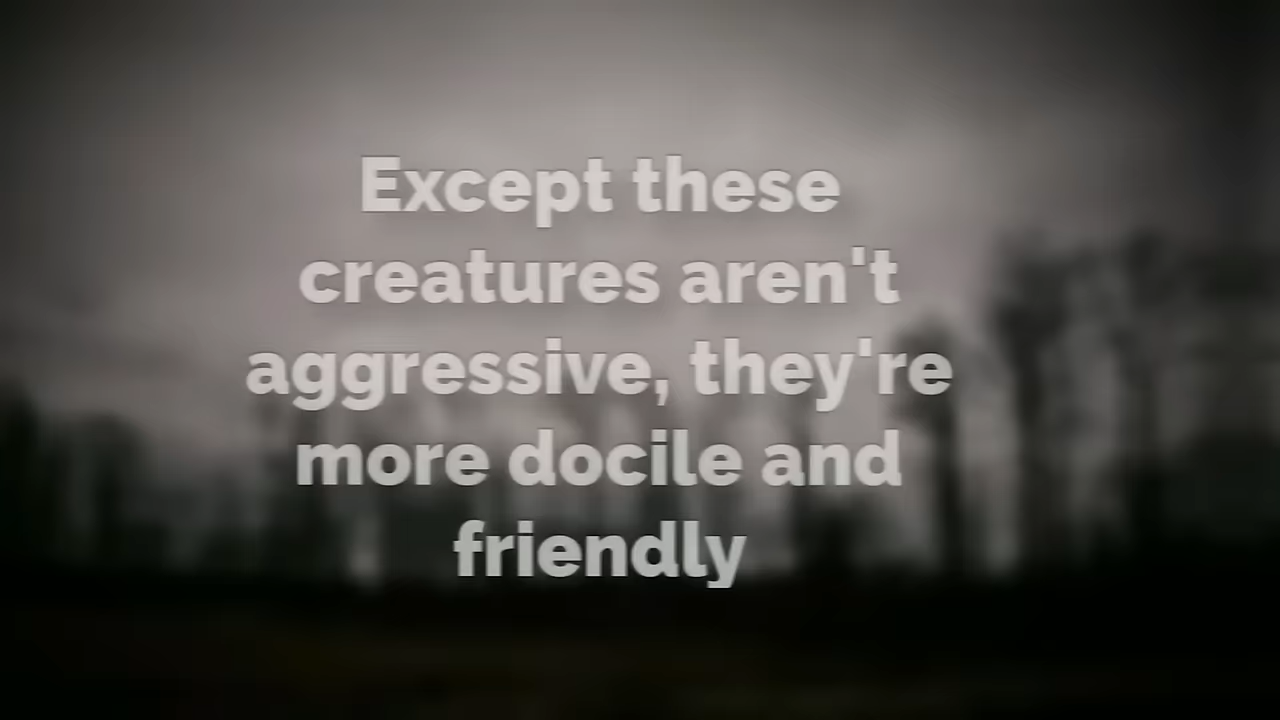 Except these
creatures aren't
aggressive, they're
more docile and
friendly